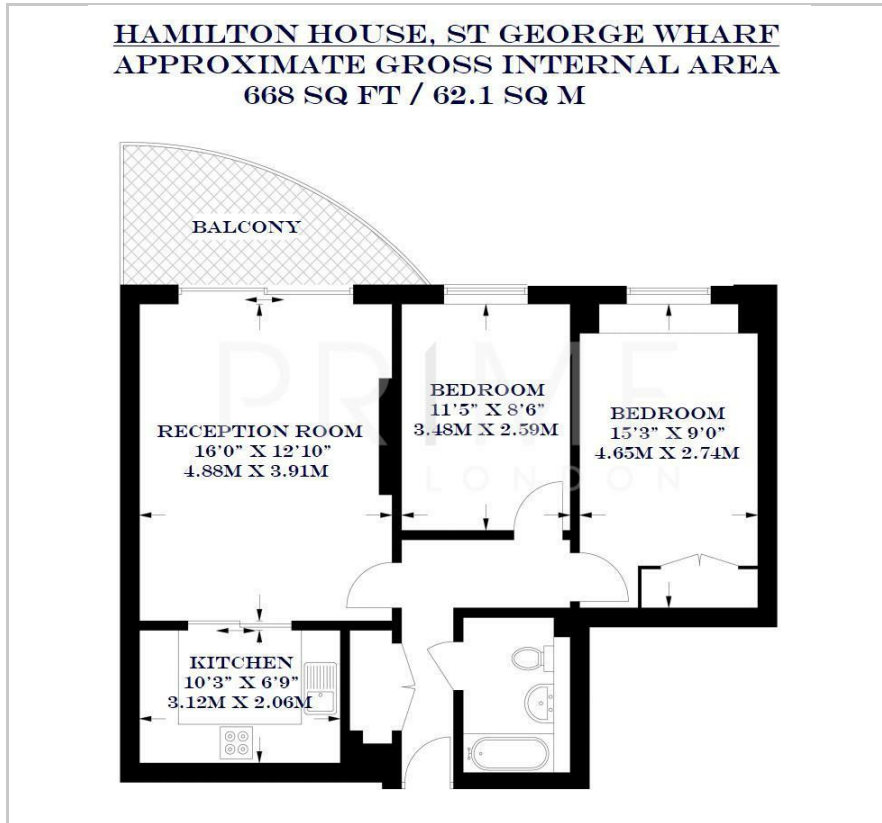 HAMILTON HOUSE, ST GEORGE WHARF
APPROXIMATE GROSS INTERNAL AREA
668 SQ FT / 62.1 SQ M
BALCONY
RECEPTION ROOM
16'0" X 12'10"
4.88M X 3.91M
BEDROOM
11'5" X 8'6"
3.48M X 2.59M
BEDROOM
15'3" X 9'0"
4.65M X 2.74M
PRIME
LONDON
KITCHEN
10'3" X 6'9"
3.12M X 2.06M